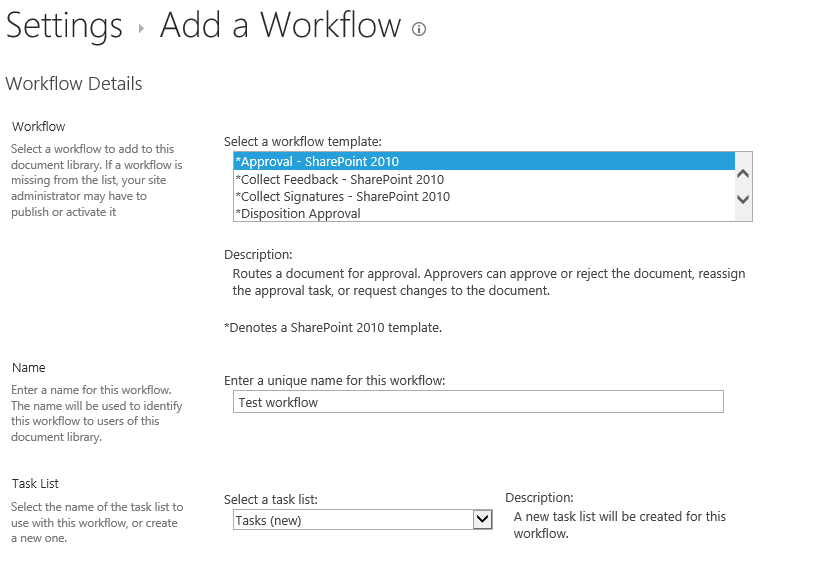 Settings ▸ Add a Workflow
Workflow Details
Workflow
Select a workflow to add to this
document library. If a workflow is
missing from the list, your site
administrator may have to
publish or activate it
Select a workflow template:
*Approval - SharePoint 2010
*Collect Feedback - SharePoint 2010
*Collect Signatures - SharePoint 2010
*Disposition Approval
Description:
Routes a document for approval. Approvers can approve or reject the document, reassign
the approval task, or request changes to the document.
*Denotes a SharePoint 2010 template.
Name
Enter a name for this workflow.
The name will be used to identify
this workflow to users of this
document library.
Enter a unique name for this workflow:
Test workflow
Task List
Select the name of the task list to
use with this workflow, or create
a new one.
Select a task list:
Tasks (new)
Description:
A new task list will be created for this
workflow.